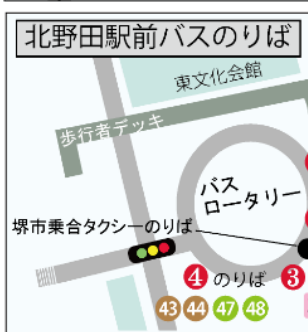 北野田駅前バスのりば
東文化会館
歩行者デッキ
バス
ロータリー
堺市乗合タクシーのりば
4 のりば 3
43 44 47 48